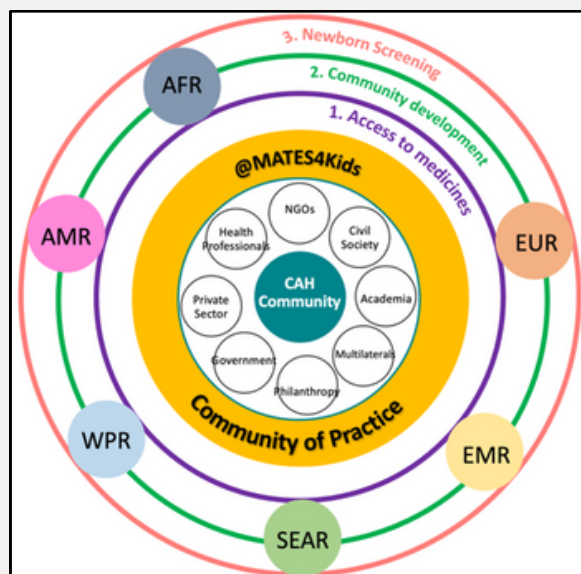 3. Newborn Screening
2. Community development
1. Access to medicines
AFR
@MATES4Kids
NGOs
Health
Professionals
Civil
Society
AMR
EUR
CAH
Community
Private
Sector
Academia
Government
Multilaterals
Philanthropy
Community of Practice
WPR
EMR
SEAR